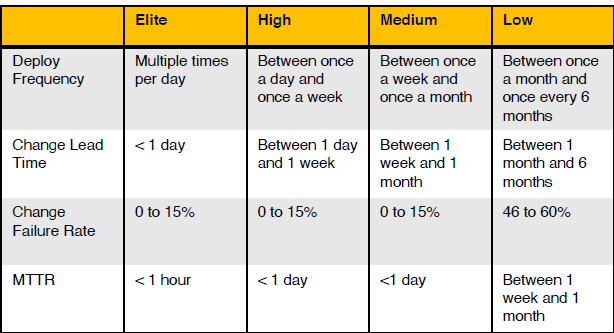 Elite High Medium Low
Deploy Multiple times Between once Between once Between once
Frequency per day a day and a week and a month and
once a week once a month once every 6
months
Change Lead < 1 day Between 1 day Between 1 Between 1
Time and 1 week week and 1 month and 6
month months
Change 0 to 15% 0 to 15% 0 to 15% 46 to 60%
Failure Rate
MTTR < 1 hour < 1 day <1 day Between 1
week and 1
month